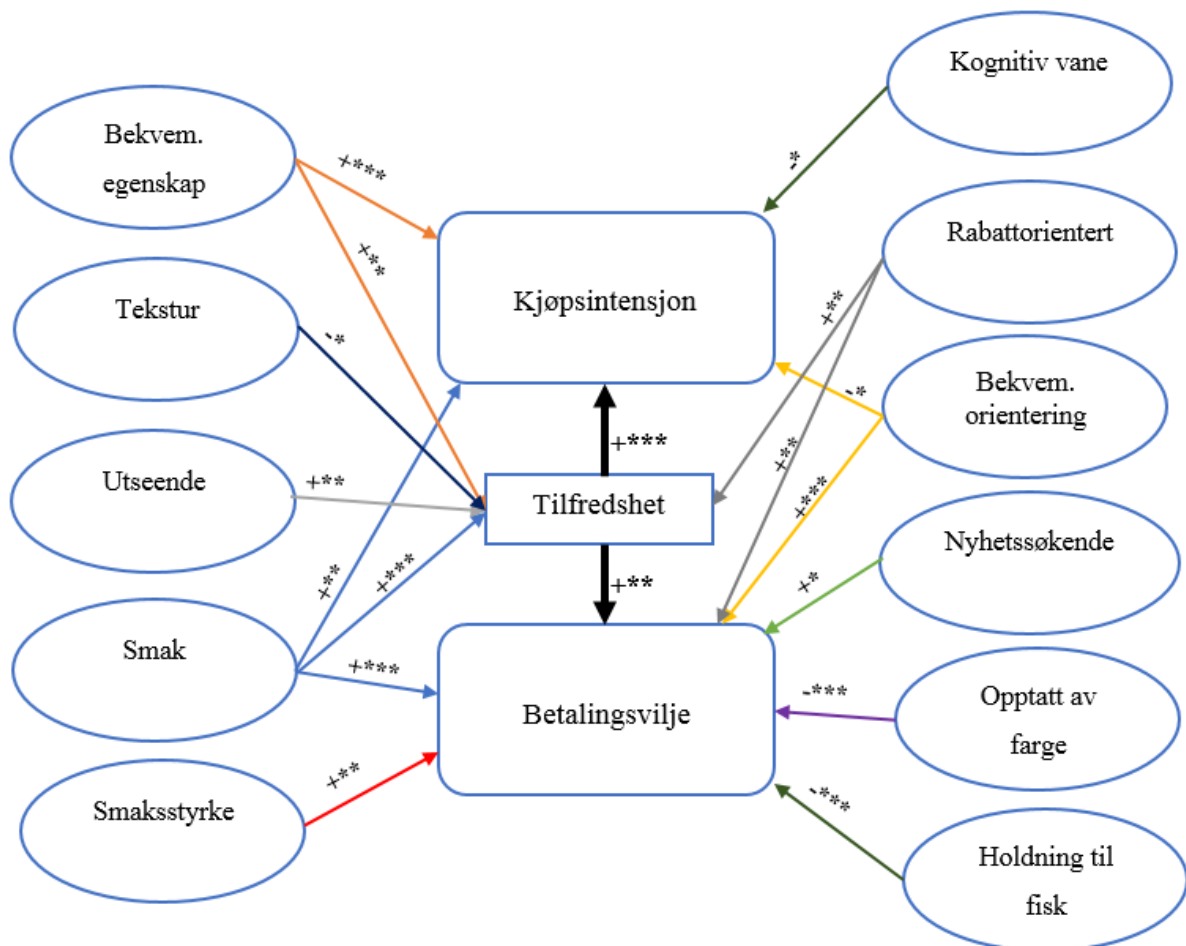 Kognitiv vane
Bekvem.
egenskap
+***
-*
Rabattorientert
+**
Kjøpsintensjon
Tekstur
-*
+**
Bekvem.
orientering
-*
+***
+**
Utseende
+**
Tilfredshet
+***
Nyhetssøkende
+**
+***
+**
+*
Smak
+***
Betalingsvilje
-***
Opptatt av
farge
Smaksstyrke
+**
-***
Holdning til
fisk